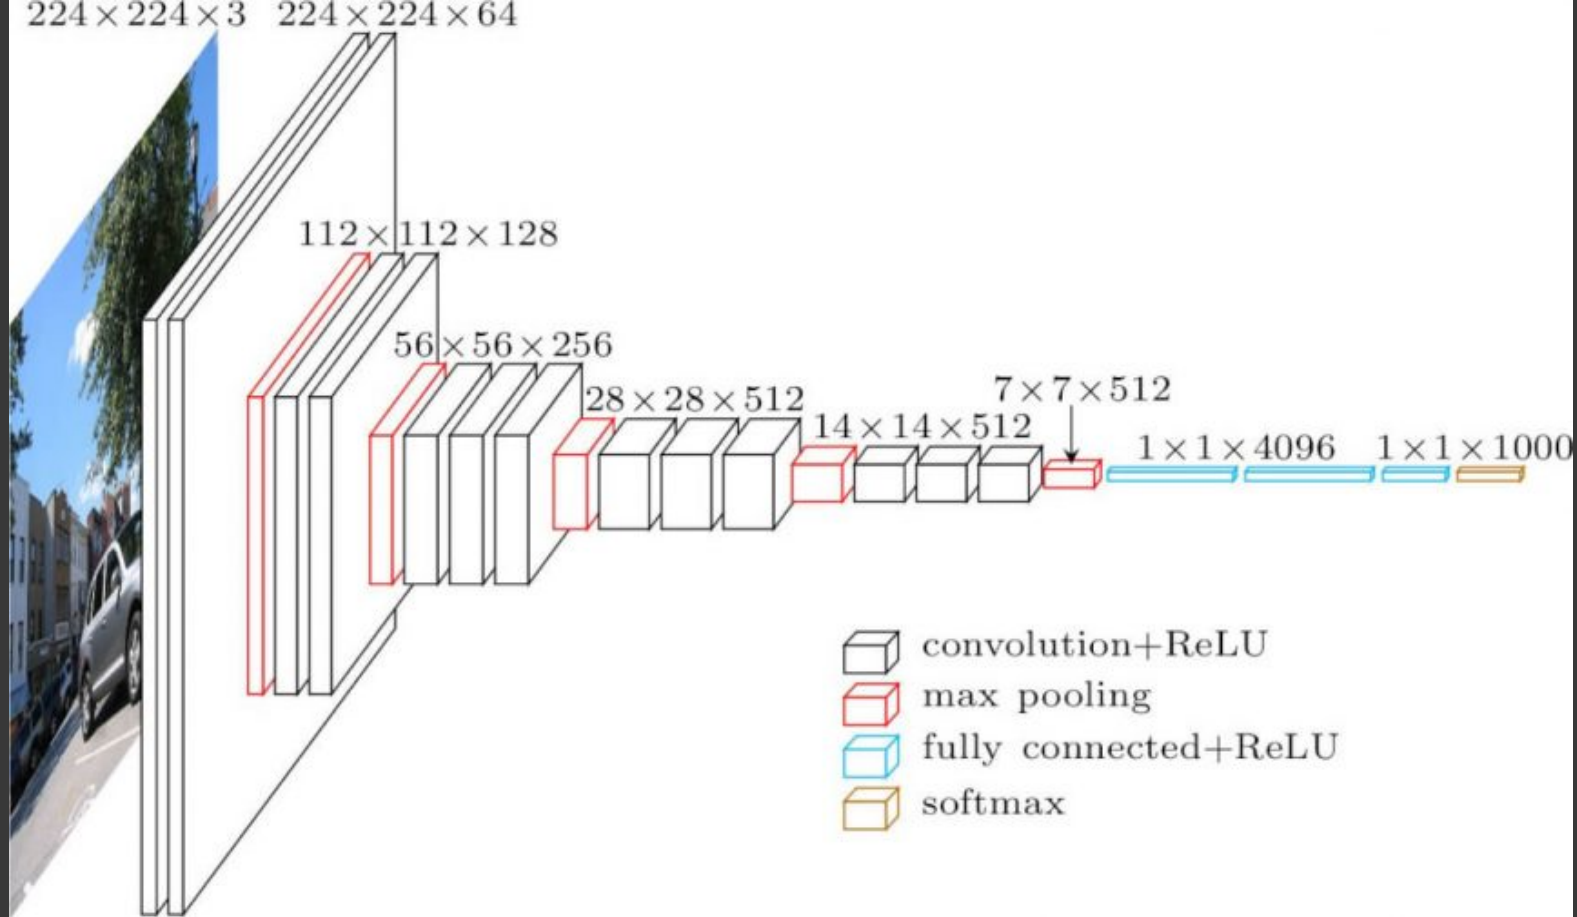 224×224×3
224×224×64
112×112×128
56×56×256
28×28×512
14×14×512
7×7×512
1×1×4096
1×1×1000
convolution+ReLU
max pooling
fully connected+ReLU
softmax